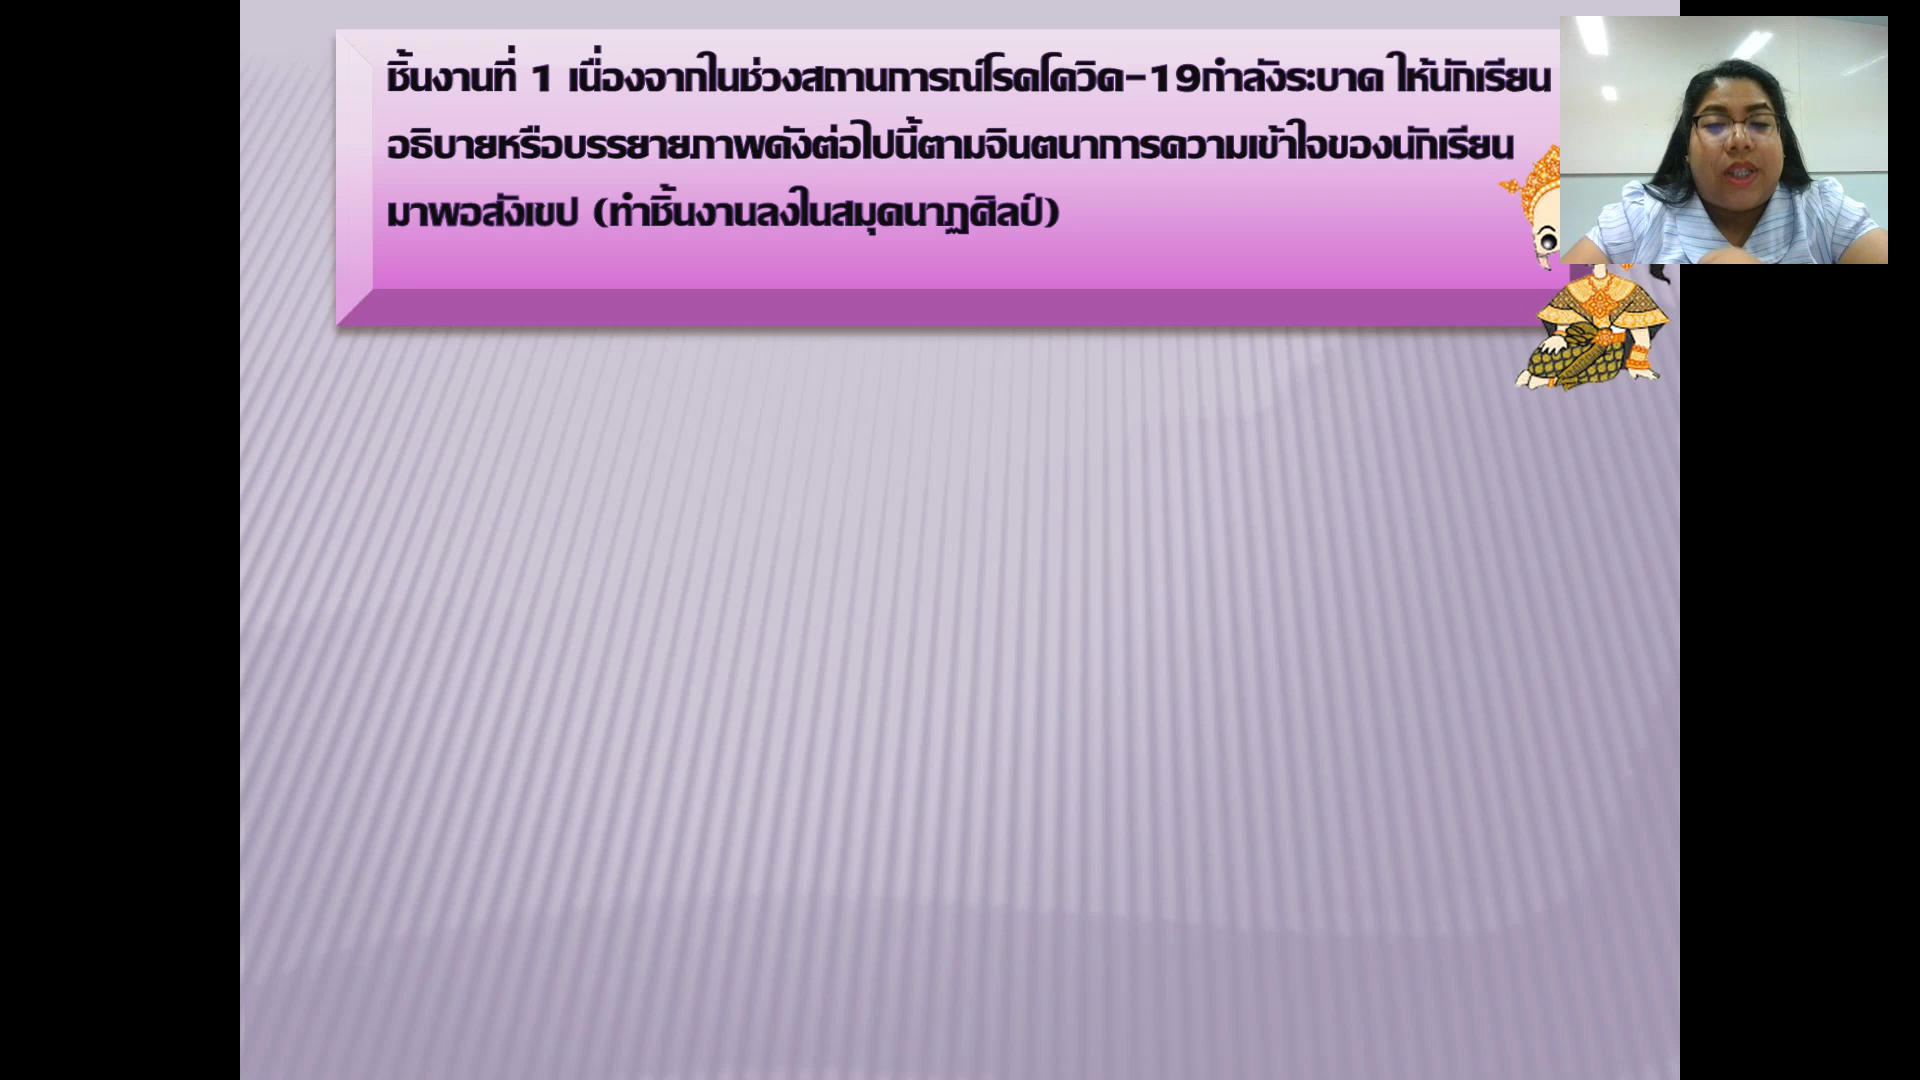 ชิ้นงานที่ 1 เนื่องจากในช่วงสถานการณ์โรคโควิด-19กำลังระบาด ให้นักเรียน
อธิบายหรือบรรยายภาพดังต่อไปนี้ตามจินตนาการความเข้าใจของนักเรียน
มาพอสังเขป (ทำชิ้นงานลงในสมุดนาฏศิลป์)